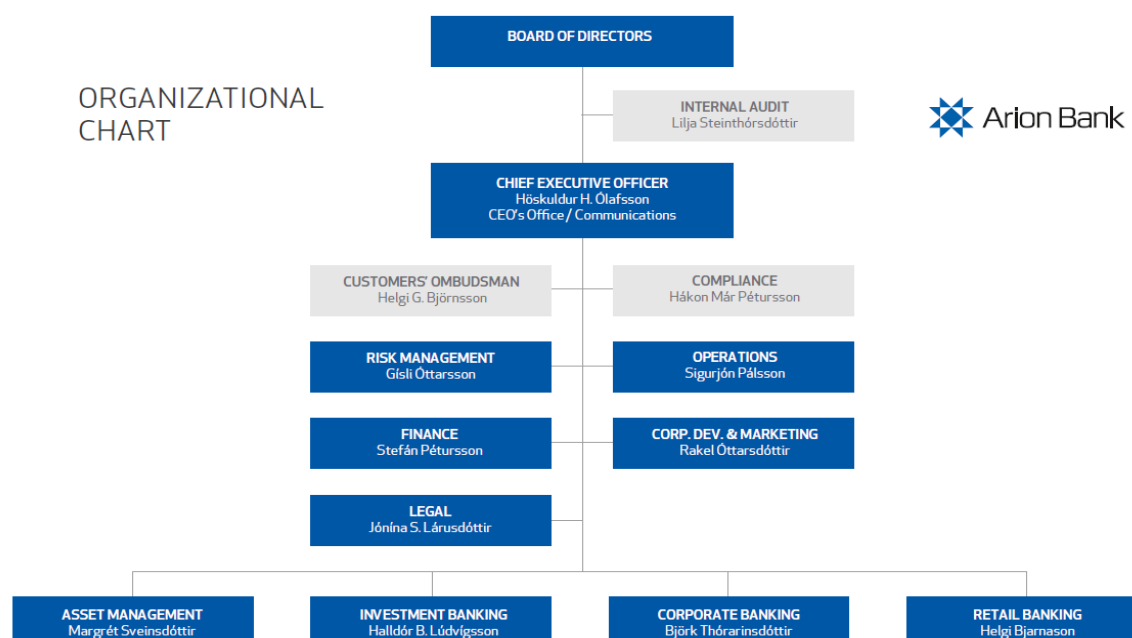 BOARD OF DIRECTORS
ORGANIZATIONAL
CHART
INTERNAL AUDIT
Lilja Steinthórsdóttir
Arion Bank
CHIEF EXECUTIVE OFFICER
Höskuldur H. Ólafsson
CEO's Office / Communications
CUSTOMERS' OMBUDSMAN
Helgi G. Björnsson
COMPLIANCE
Hákon Már Pétursson
RISK MANAGEMENT
Gísli Óttarsson
OPERATIONS
Sigurjón Pálsson
FINANCE
Stefán Pétursson
CORP. DEV. & MARKETING
Rakel Óttarsdóttir
LEGAL
Jónína S. Lárusdóttir
ASSET MANAGEMENT
Margrét Sveinsdóttir
INVESTMENT BANKING
Halldór B. Lúdvígsson
CORPORATE BANKING
Björk Thórarinsdóttir
RETAIL BANKING
Helgi Bjarnason